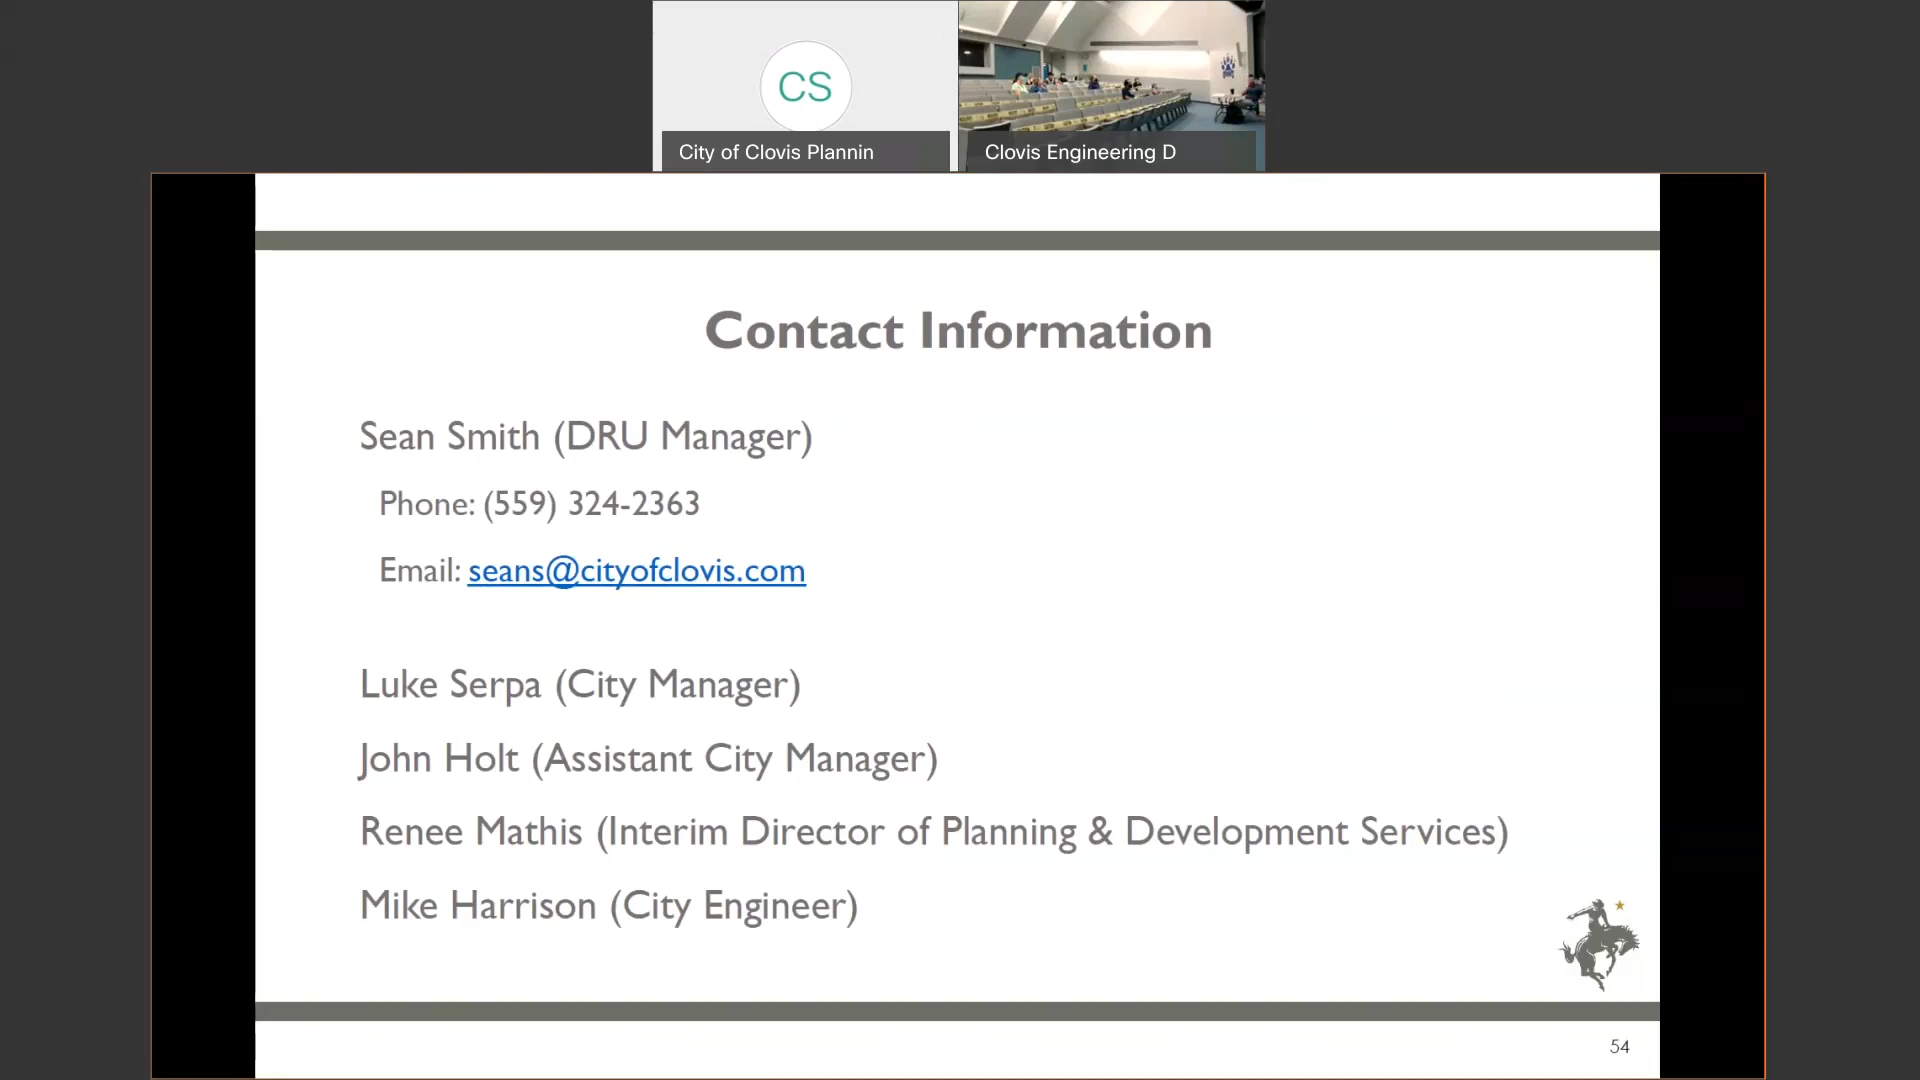 CS
City of Clovis Plannin
Clovis Engineering D
Contact Information
Sean Smith (DRU Manager)
Phone: (559) 324-2363
Email: seans@cityofclovis.com
Luke Serpa (City Manager)
John Holt (Assistant City Manager)
Renee Mathis (Interim Director of Planning & Development Services)
Mike Harrison (City Engineer)
54